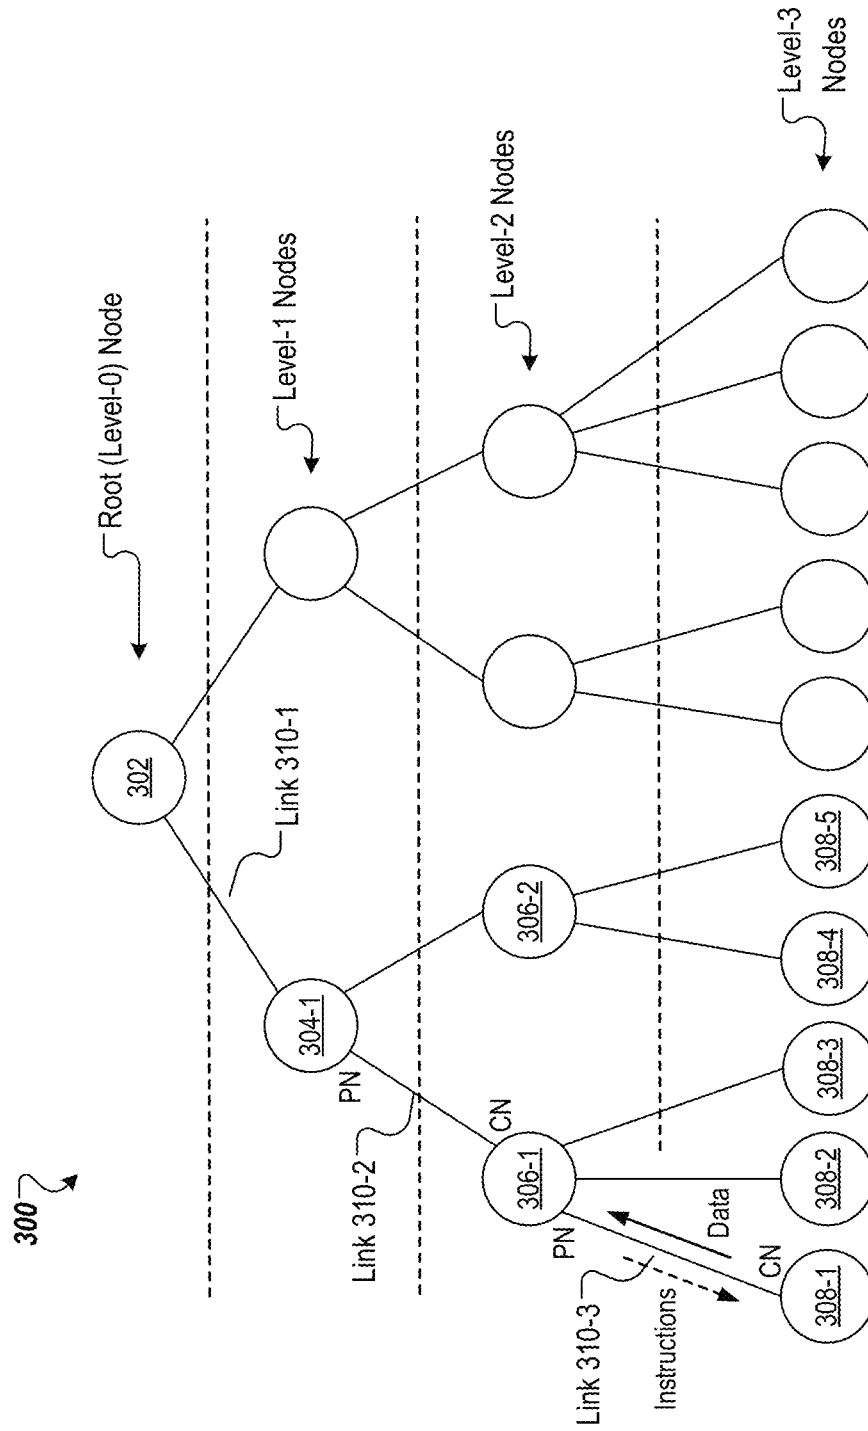 300
Root (Level-0) Node
302
Link 310-1
Level-1 Nodes
304-1
PN
Link 310-2
CN
Level-2 Nodes
306-1
306-2
PN
Link 310-3
Data
Instructions
CN
Level-3
Nodes
308-1
308-2
308-3
308-4
308-5